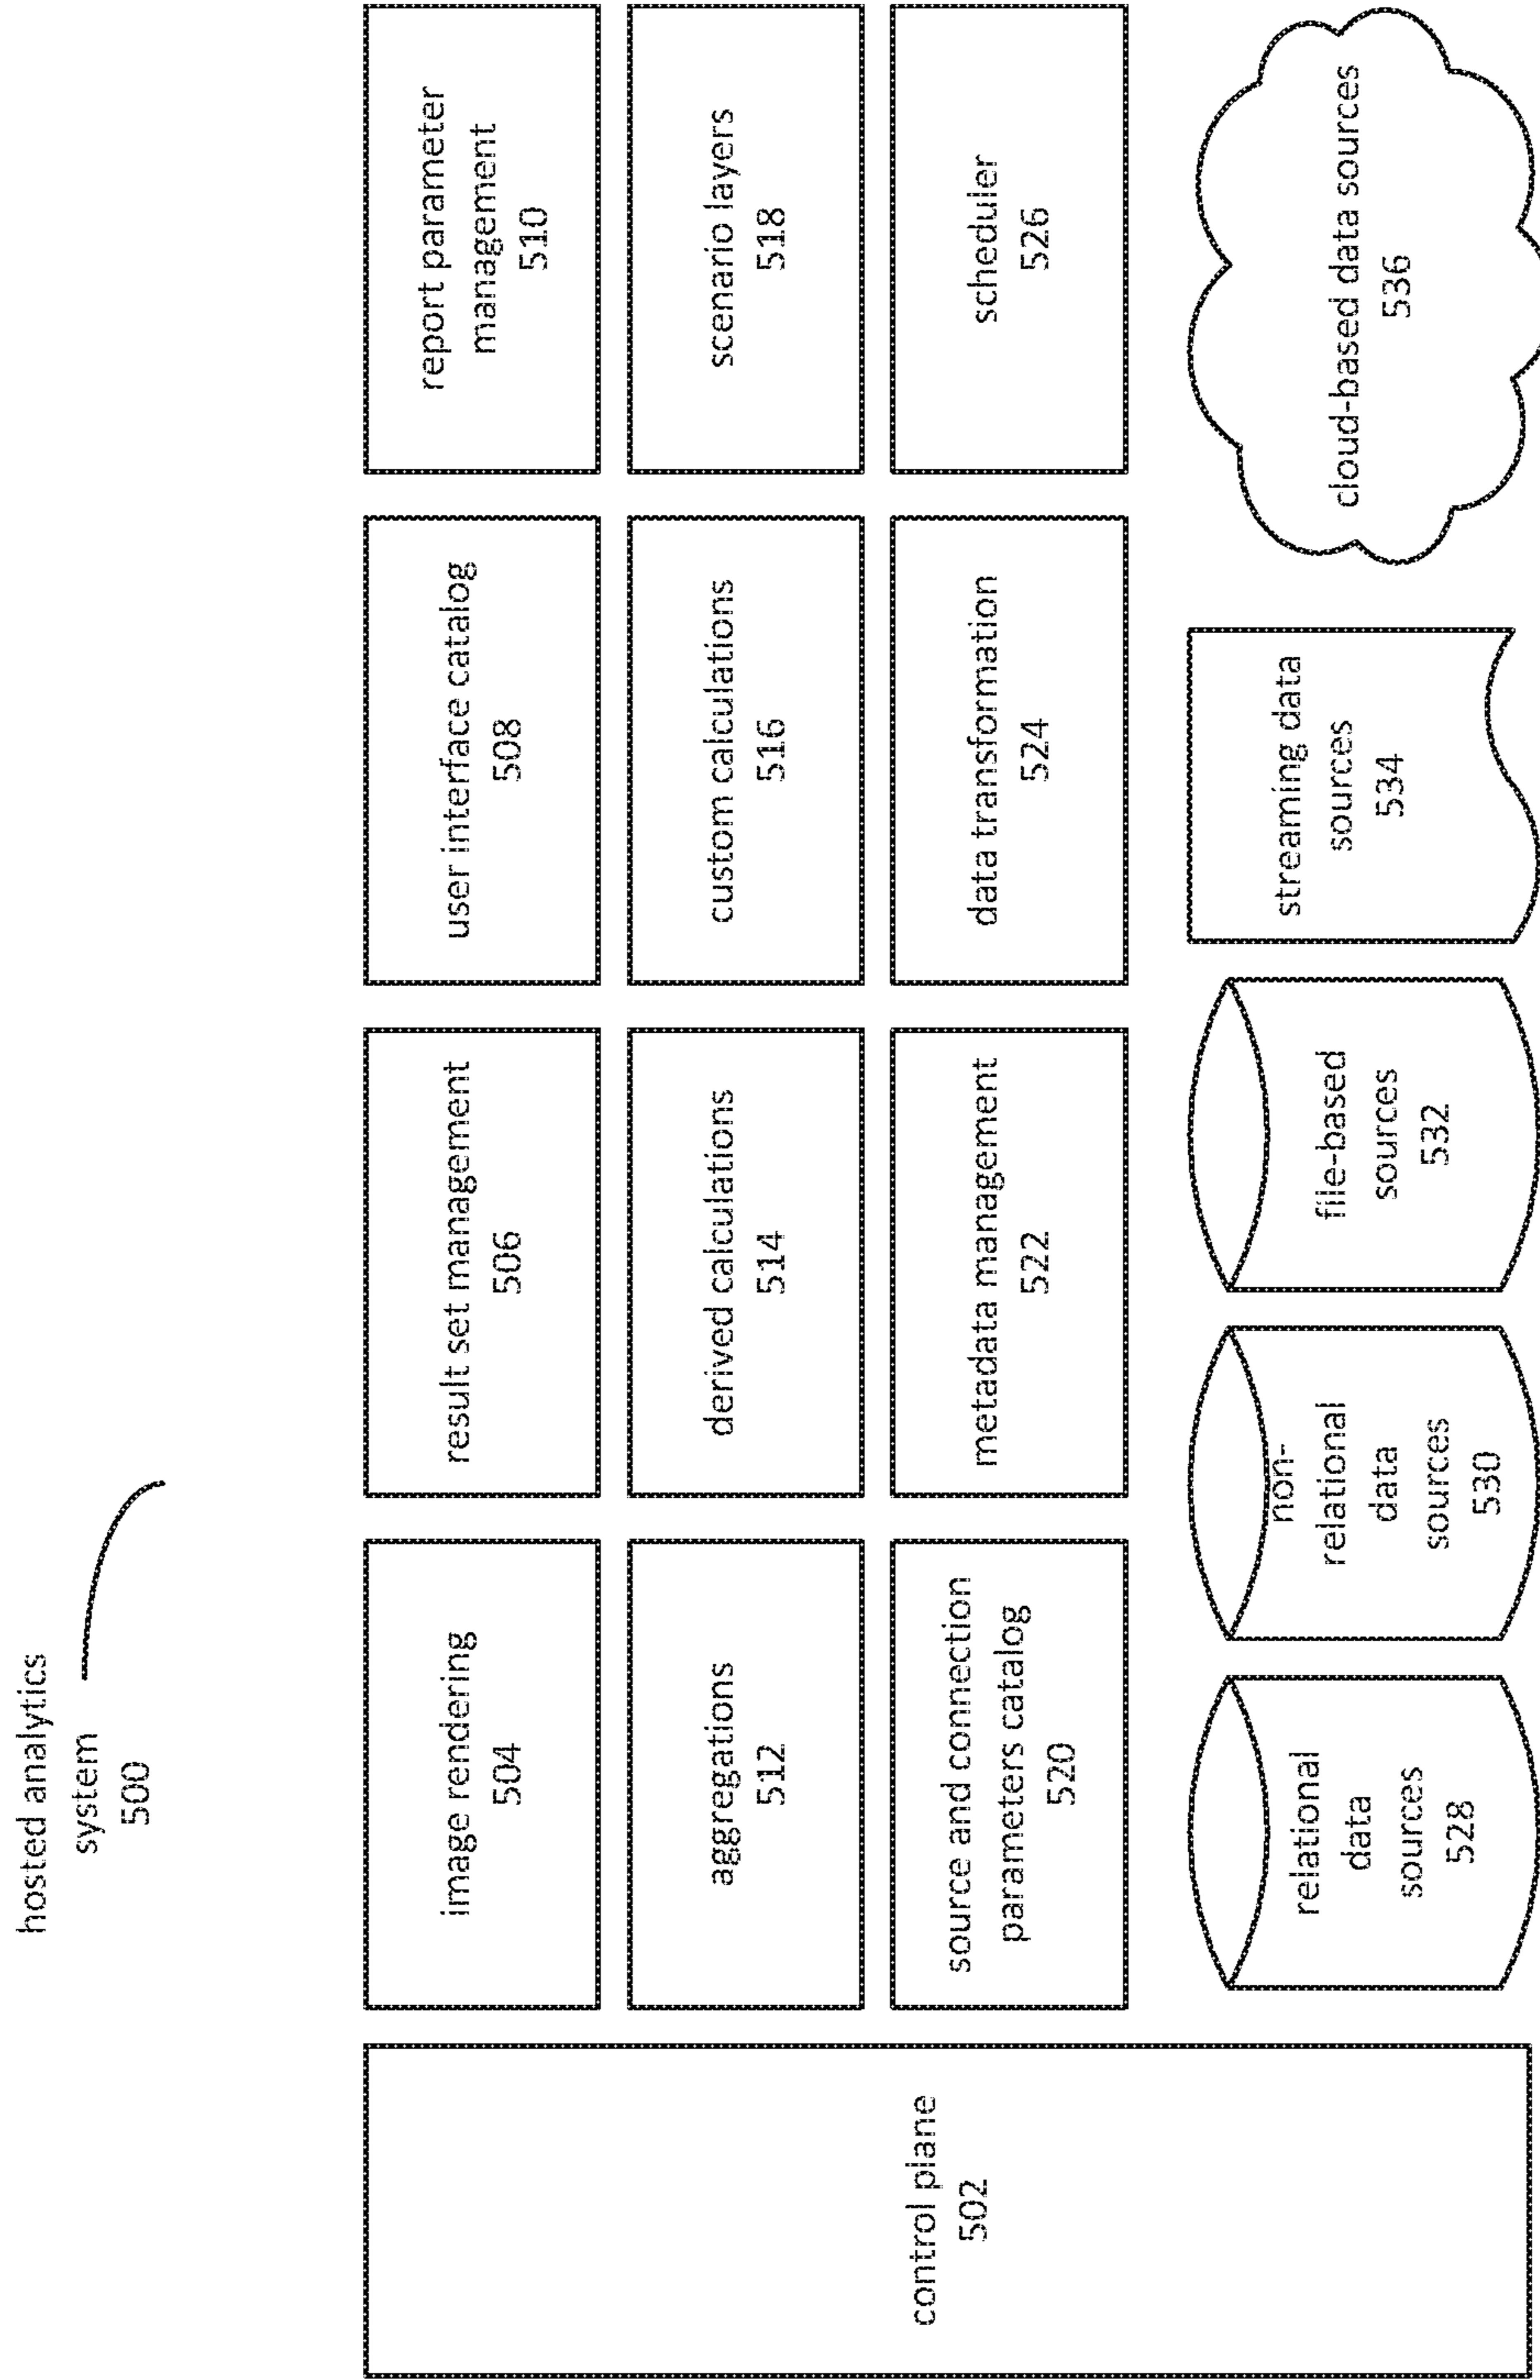 hosted analytics
system
500
control plane
502
image rendering
504
result set management
506
user interface catalog
508
report parameter
management
510
aggregations
512
derived calculations
514
custom calculations
516
scenario layers
518
source and connection
parameters catalog
520
metadata management
522
data transformation
524
scheduler
526
relational
data
sources
528
non-
relational
data
sources
530
file-based
sources
532
streaming data
sources
534
cloud-based data sources
536